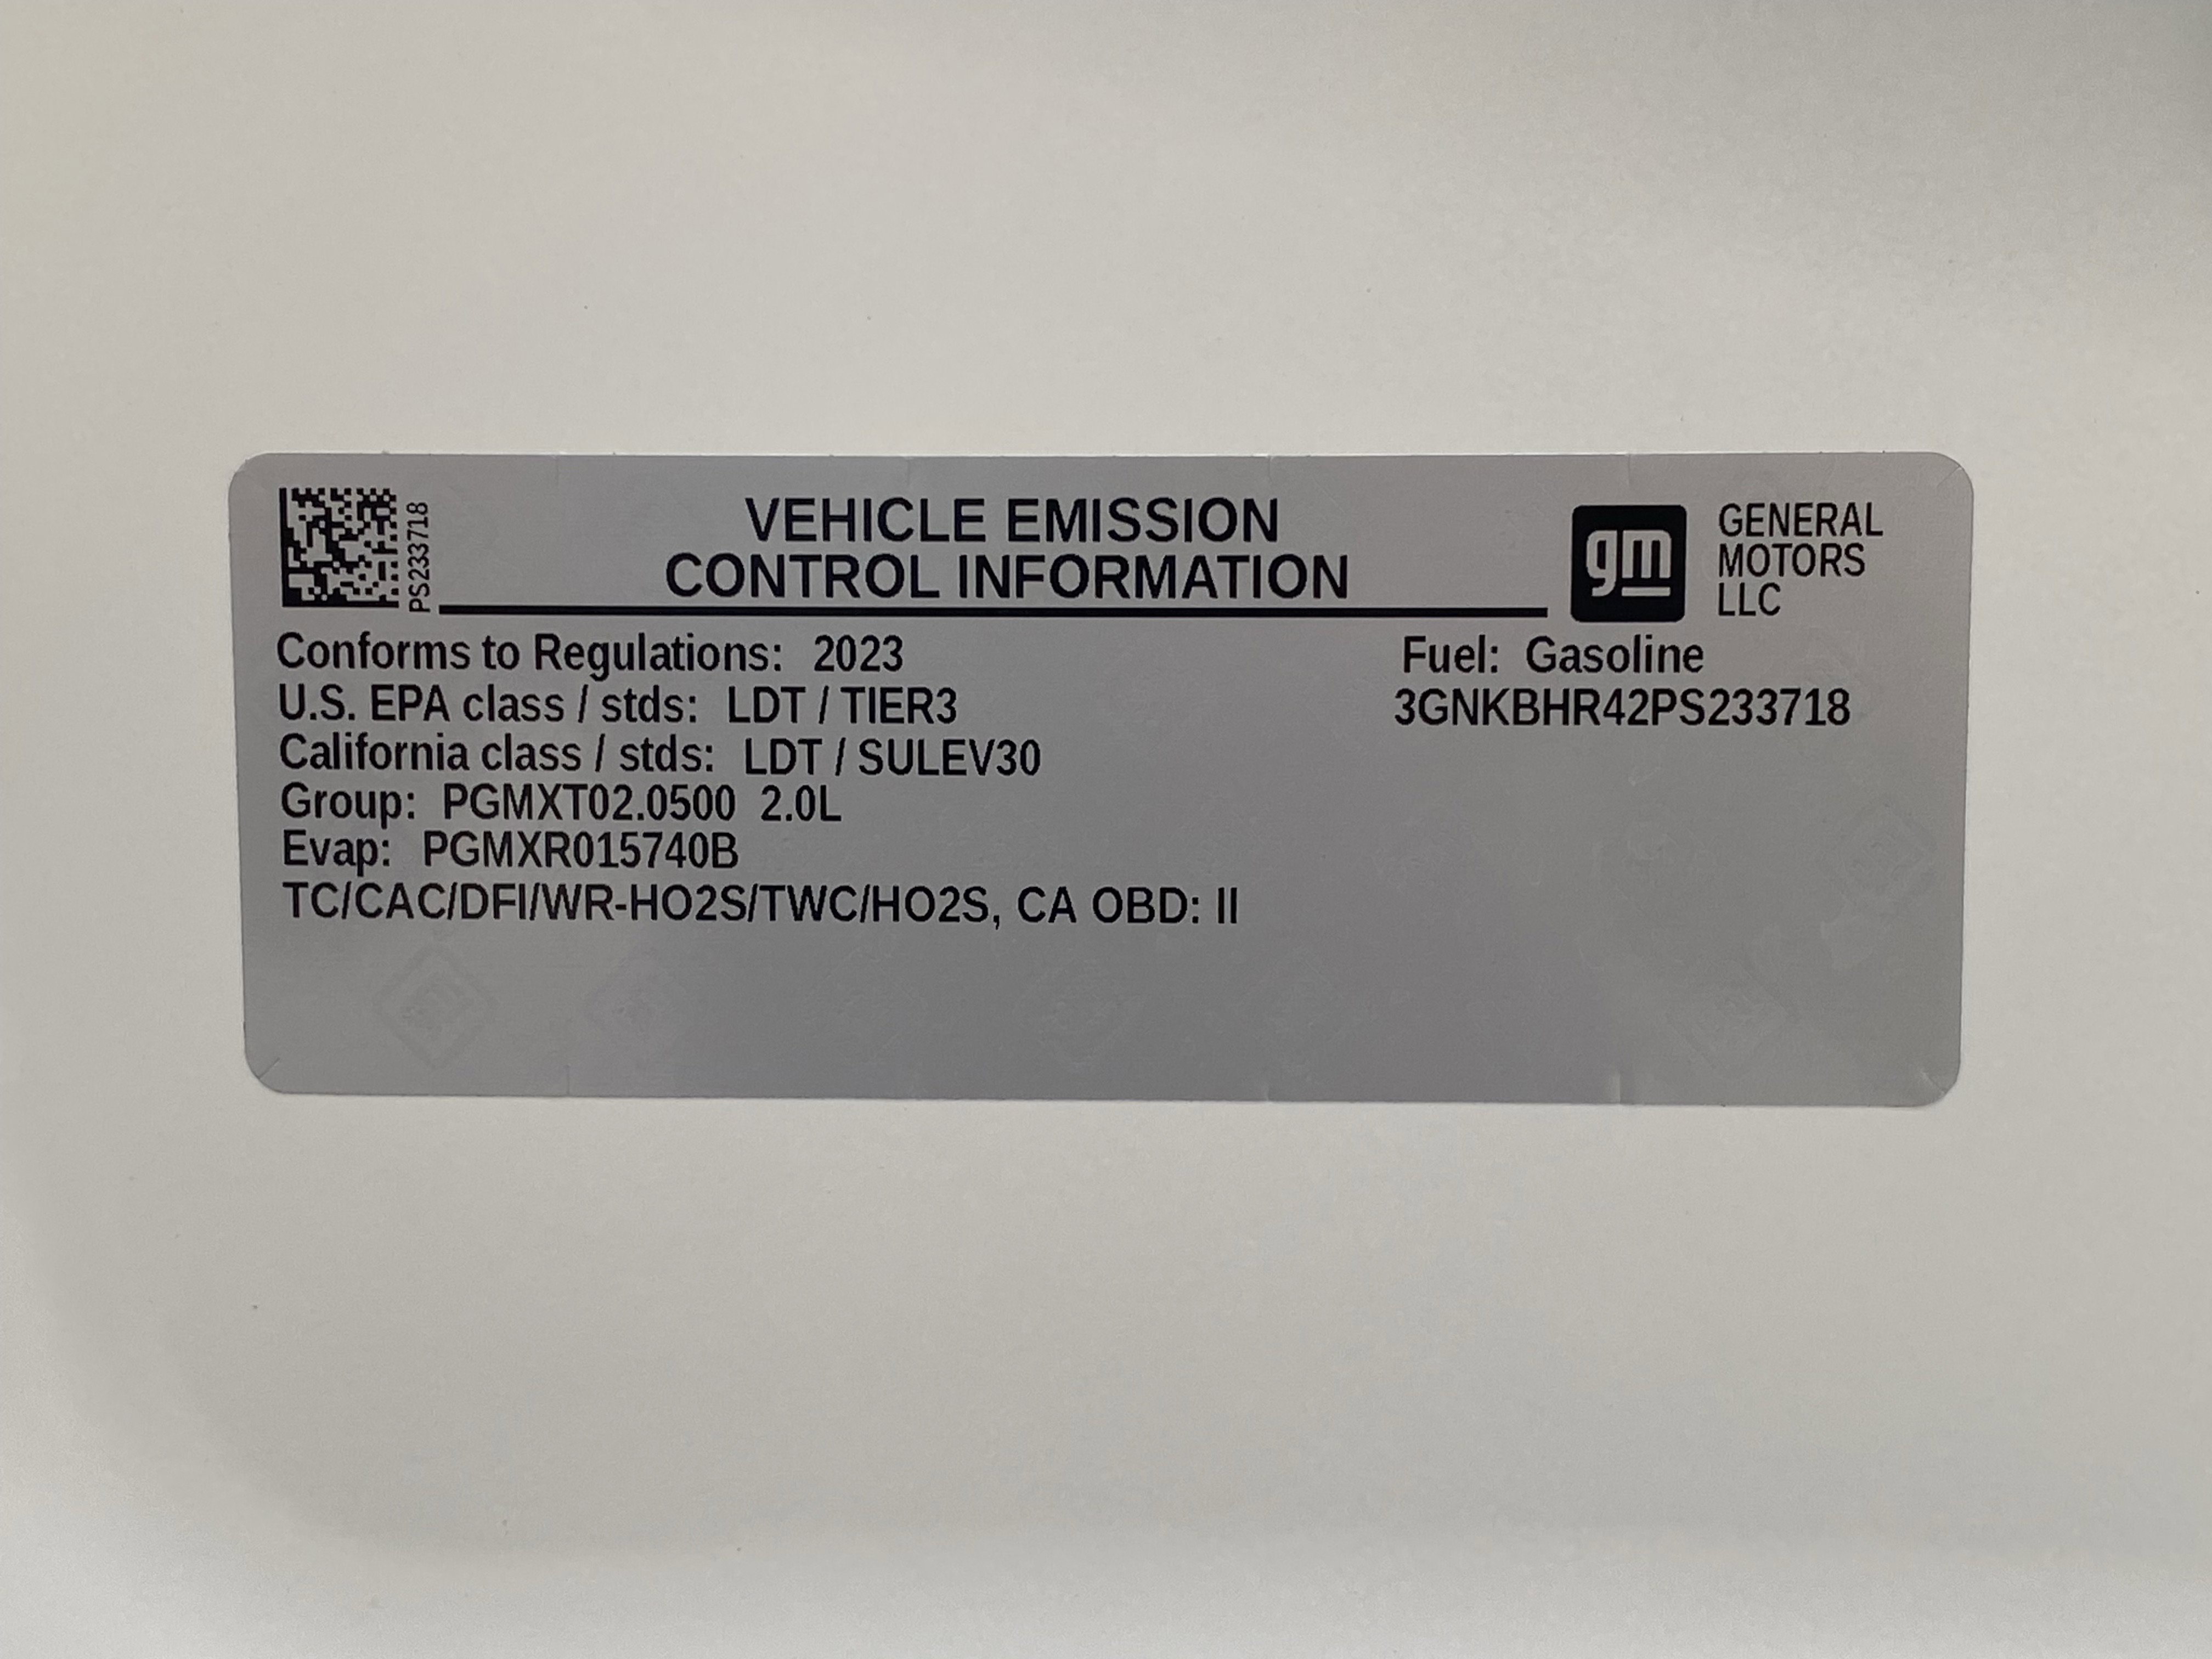 PS233718
VEHICLE EMISSION
CONTROL INFORMATION
gm
GENERAL
MOTORS
LLC
Conforms to Regulations: 2023
Fuel: Gasoline
U.S. EPA class / stds: LDT / TIER3
3GNKBHR42PS233718
California class / stds: LDT / SULEV30
Group: PGMXT02.0500 2.0L
Evap: PGMXR015740B
TC/CAC/DFI/WR-HO2S/TWC/HO2S, CA OBD: II